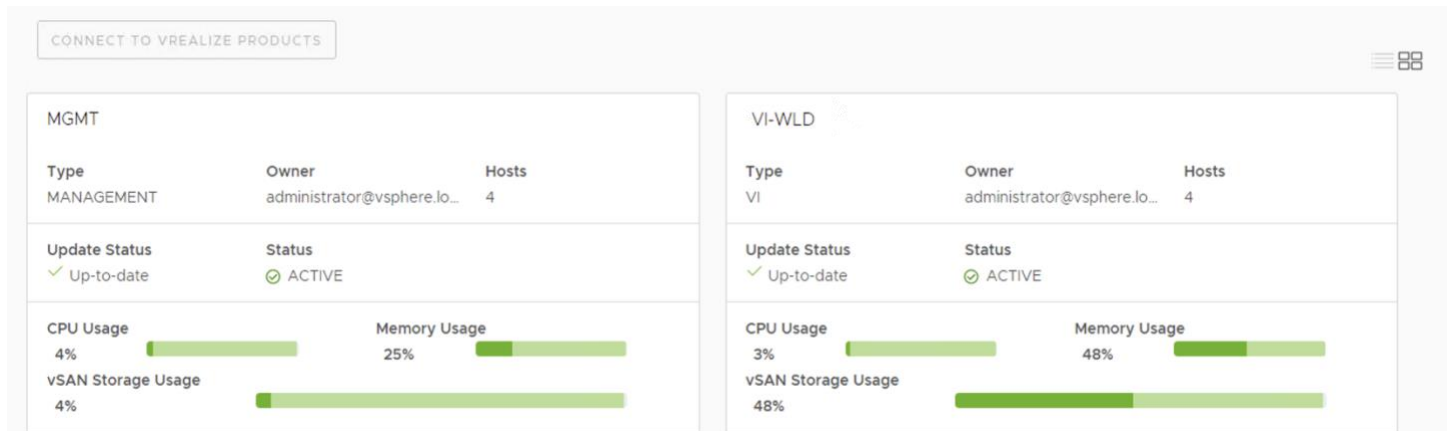 CONNECT TO VREALIZE PRODUCTS
MGMT
Type Owner Hosts
MANAGEMENT administrator@vsphere.lo... 4
Update Status Status
Up-to-date ACTIVE
CPU Usage Memory Usage
4% 25%
vSAN Storage Usage
4%
VI-WLD
Type Owner Hosts
VI administrator@vsphere.lo... 4
Update Status Status
Up-to-date ACTIVE
CPU Usage Memory Usage
3% 48%
vSAN Storage Usage
48%